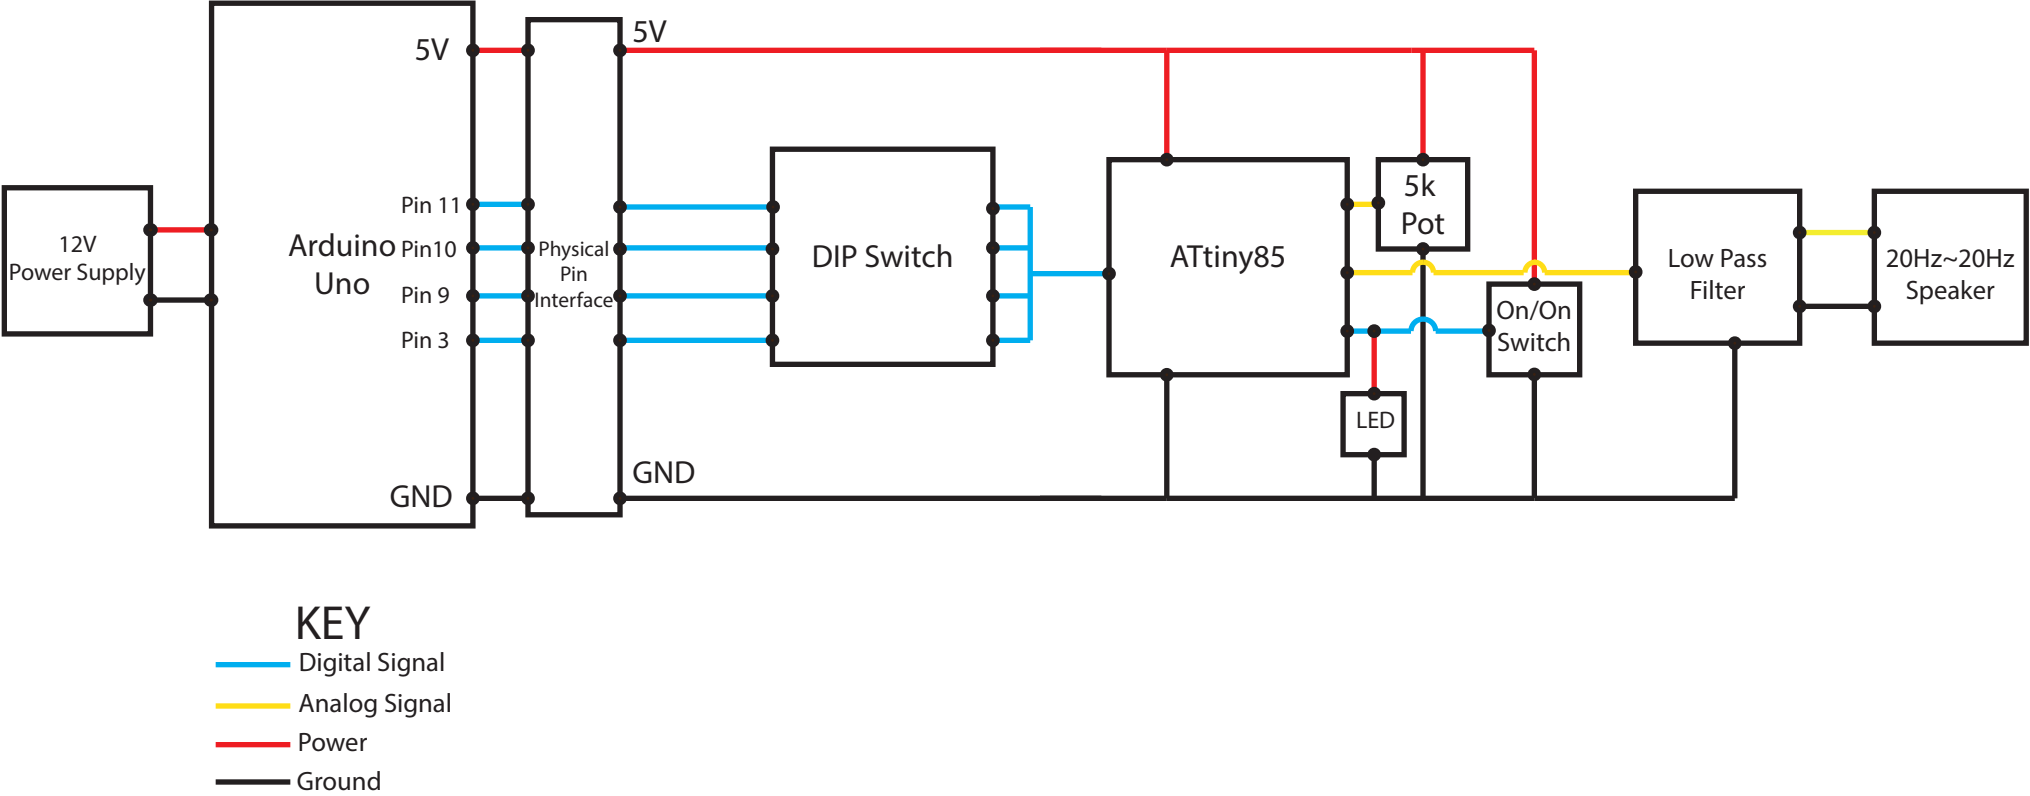 12V
Power Supply
Arduino
Uno
5V
Pin 11
Pin10
Pin 9
Pin 3
GND
Physical
Pin
Interface
5V
GND
DIP Switch
ATtiny85
5k
Pot
LED
On/On
Switch
Low Pass
Filter
20Hz~20Hz
Speaker
KEY
Digital Signal
Analog Signal
Power
Ground